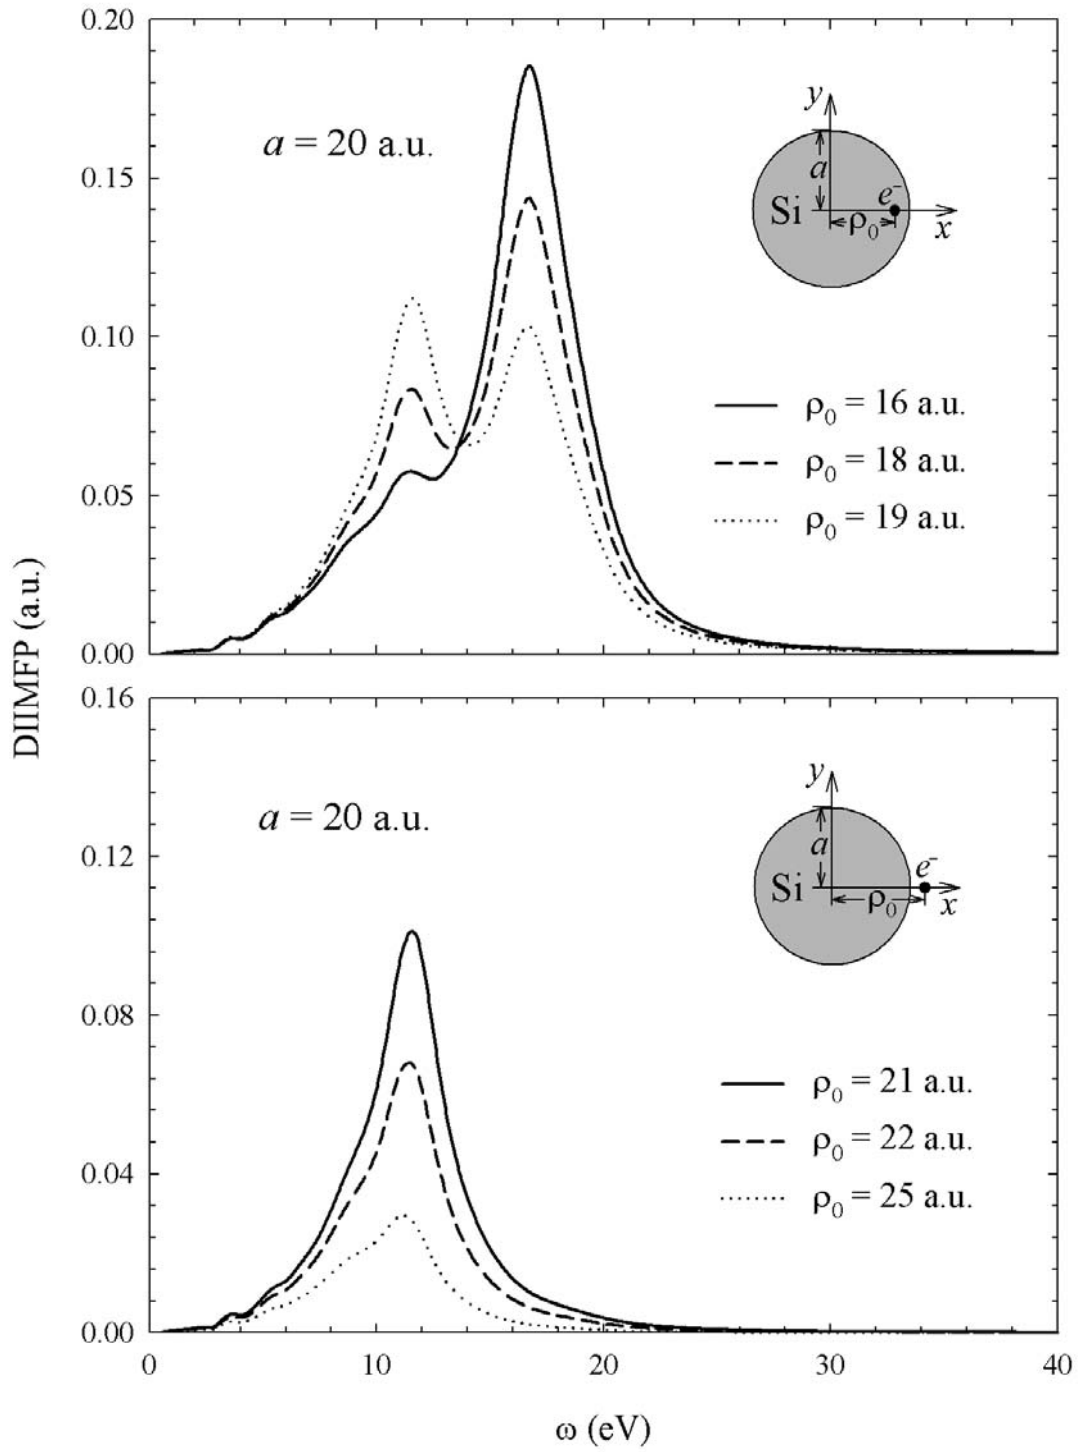 DIIMFP (a.u.)
0.20
0.15
0.10
0.05
0.00
a = 20 a.u.
y
a
Si
e⁻
ρ₀
x
ρ₀ = 16 a.u.
ρ₀ = 18 a.u.
ρ₀ = 19 a.u.
0.16
0.12
0.08
0.04
0.00
a = 20 a.u.
y
a
Si
e⁻
ρ₀
x
ρ₀ = 21 a.u.
ρ₀ = 22 a.u.
ρ₀ = 25 a.u.
0 10 20 30 40
ω (eV)